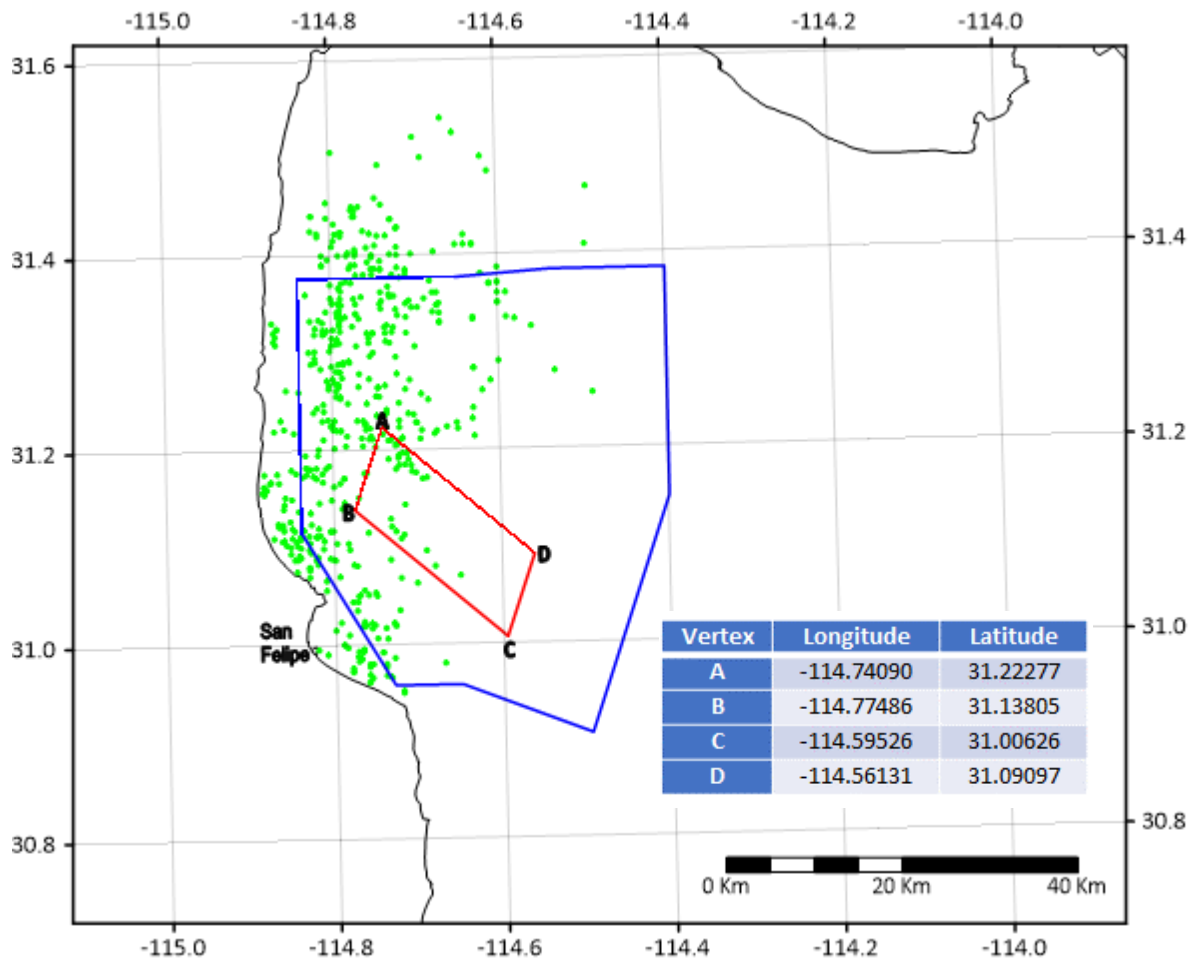 -115.0 -114.8 -114.6 -114.4 -114.2 -114.0
31.6
31.4 31.4
A
31.2 31.2
B
D
San
Felipe
C
31.0 31.0
Vertex Longitude Latitude
A -114.74090 31.22277
B -114.77486 31.13805
C -114.59526 31.00626
D -114.56131 31.09097
30.8 30.8
0 Km 20 Km 40 Km
-115.0 -114.8 -114.6 -114.4 -114.2 -114.0